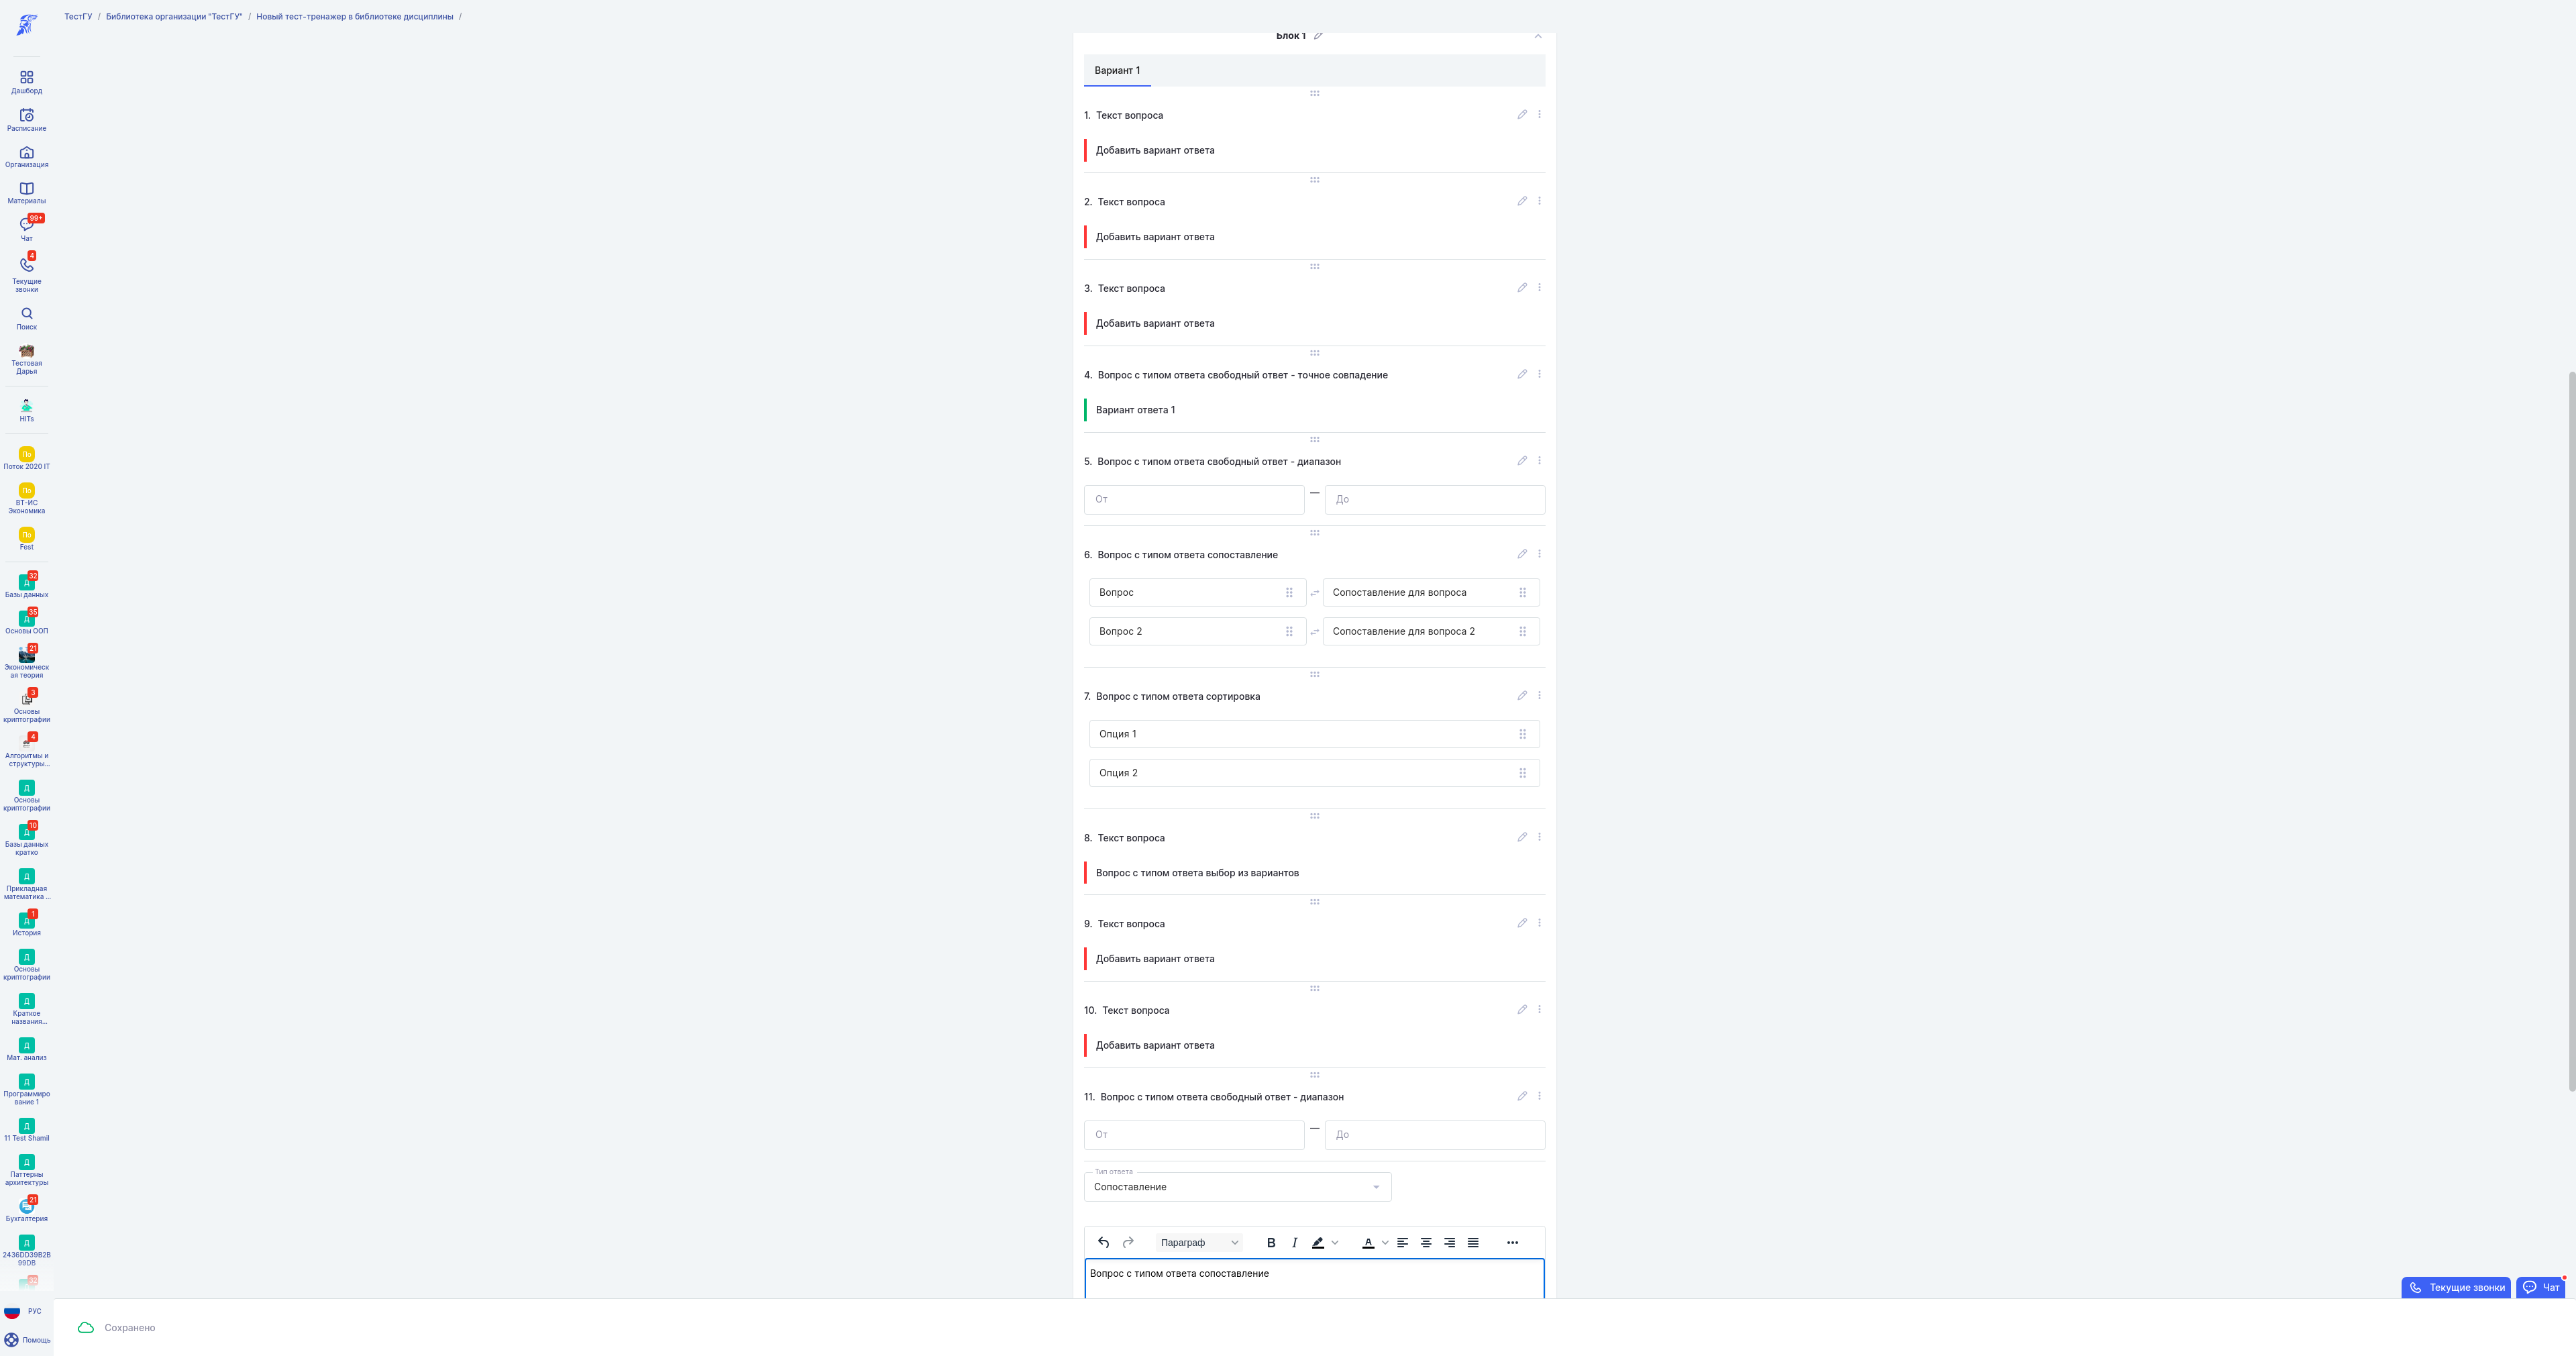 ТестГУ / Библиотека организации "ТестГУ" / Новый тест-тренажер в библиотеке дисциплины /
Дашборд
Расписание
Организация
Материалы
99+
Чат
4
Текущие
звонки
Поиск
Тестовая
Дарья
HITs
По
Поток 2020 IT
По
ВТ-ИС
Экономика
По
Fest
32
Д
Базы данных
35
Д
Основы ООП
21
Экономическ
ая теория
3
Основы
криптографии
4
Алгоритмы и
структуры...
Д
Основы
криптографии
10
Д
Базы данных
кратко
Д
Прикладная
математика ...
1
Д
История
Д
Основы
криптографии
Д
Краткое
названия...
Д
Мат. анализ
Д
Программиро
вание 1
Д
11 Test Shamil
Д
Паттерны
архитектуры
21
Бухгалтерия
Д
2436DD39B2B
99DB
32
РУС
Помощь
Блок 1
Вариант 1
1. Текст вопроса
Добавить вариант ответа
2. Текст вопроса
Добавить вариант ответа
3. Текст вопроса
Добавить вариант ответа
4. Вопрос с типом ответа свободный ответ - точное совпадение
Вариант ответа 1
5. Вопрос с типом ответа свободный ответ - диапазон
От — До
6. Вопрос с типом ответа сопоставление
Вопрос Сопоставление для вопроса
Вопрос 2 Сопоставление для вопроса 2
7. Вопрос с типом ответа сортировка
Опция 1
Опция 2
8. Текст вопроса
Вопрос с типом ответа выбор из вариантов
9. Текст вопроса
Добавить вариант ответа
10. Текст вопроса
Добавить вариант ответа
11. Вопрос с типом ответа свободный ответ - диапазон
От — До
Тип ответа
Сопоставление
Параграф B I A
Вопрос с типом ответа сопоставление
Текущие звонки
Чат
Сохранено